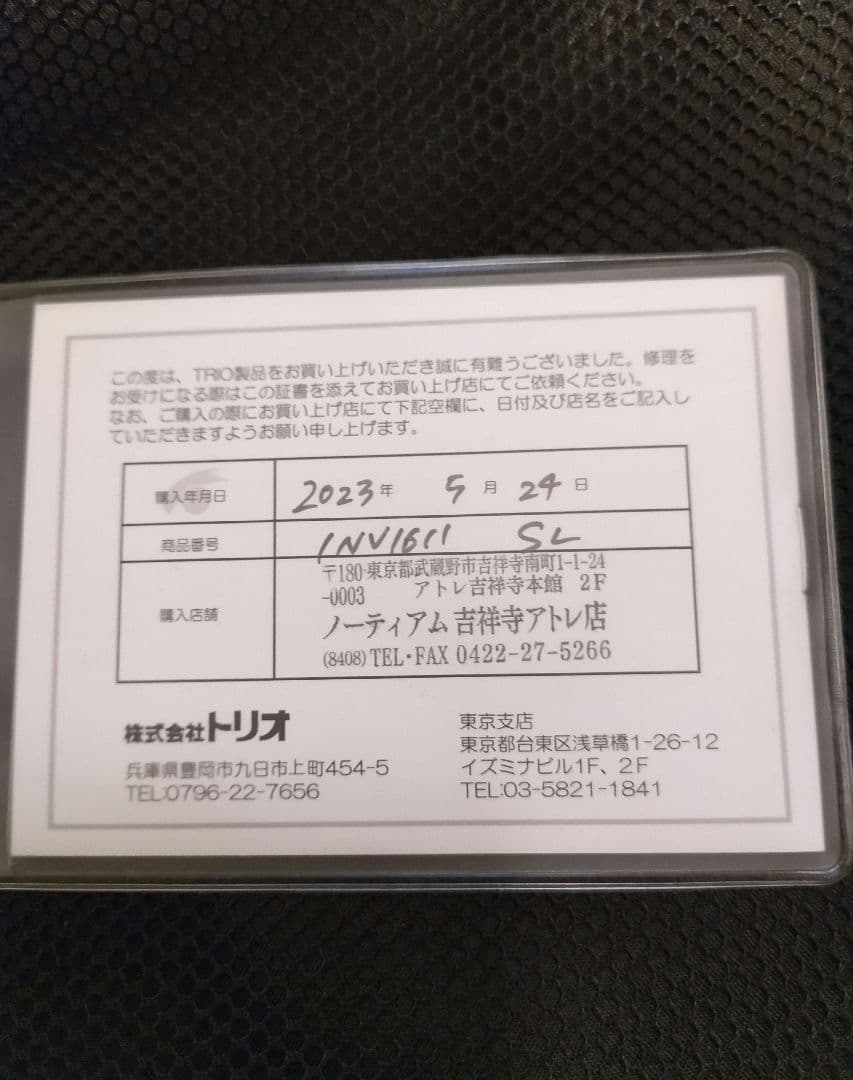 この度は、TRIO製品をお買い上げいただき誠に有難うございました。修理を
お受けになる際はこの証書を添えてお買い上げ店にてご依頼ください。
なお、ご購入の際にお買い上げ店にて下記空欄に、日付及び店名をご記入し
ていただきますようお願い申し上げます。
購入年月日 2023年 5月 24日
商品番号 INV1611 SL
購入店舗
〒180-0003 東京都武蔵野市吉祥寺南町1-1-24
アトレ吉祥寺本館 2F
ノーティアム 吉祥寺アトレ店
(8408) TEL・FAX 0422-27-5266
株式会社トリオ
兵庫県豊岡市九日市上町454-5
TEL:0796-22-7656
東京支店
東京都台東区浅草橋1-26-12
イズミナビル1F、2F
TEL:03-5821-1841